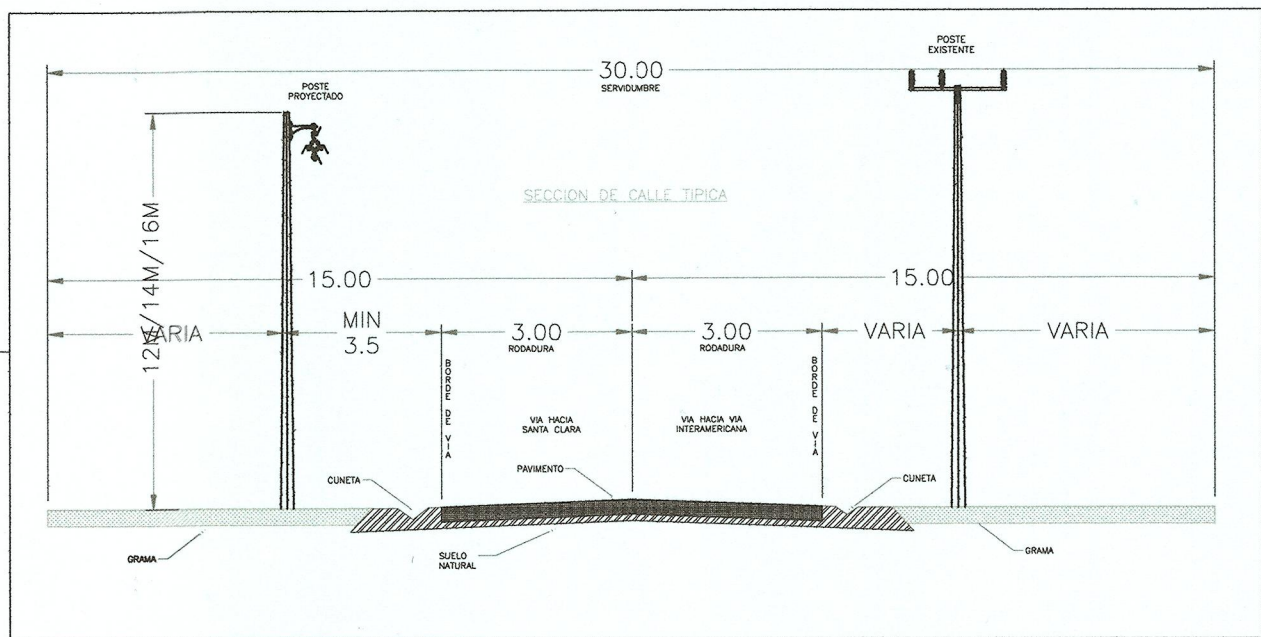 POSTE
EXISTENTE
30.00
SERVIDUMBRE
POSTE
PROYECTADO
SECCION DE CALLE TIPICA
12M/14M/16M
15.00
15.00
VARIA
MIN
3.5
3.00
RODADURA
3.00
RODADURA
VARIA
VARIA
BORDE DE VIA
VIA HACIA
SANTA CLARA
VIA HACIA VIA
INTERAMERICANA
BORDE DE VIA
PAVIMENTO
CUNETA
CUNETA
GRAMA
SUELO
NATURAL
GRAMA